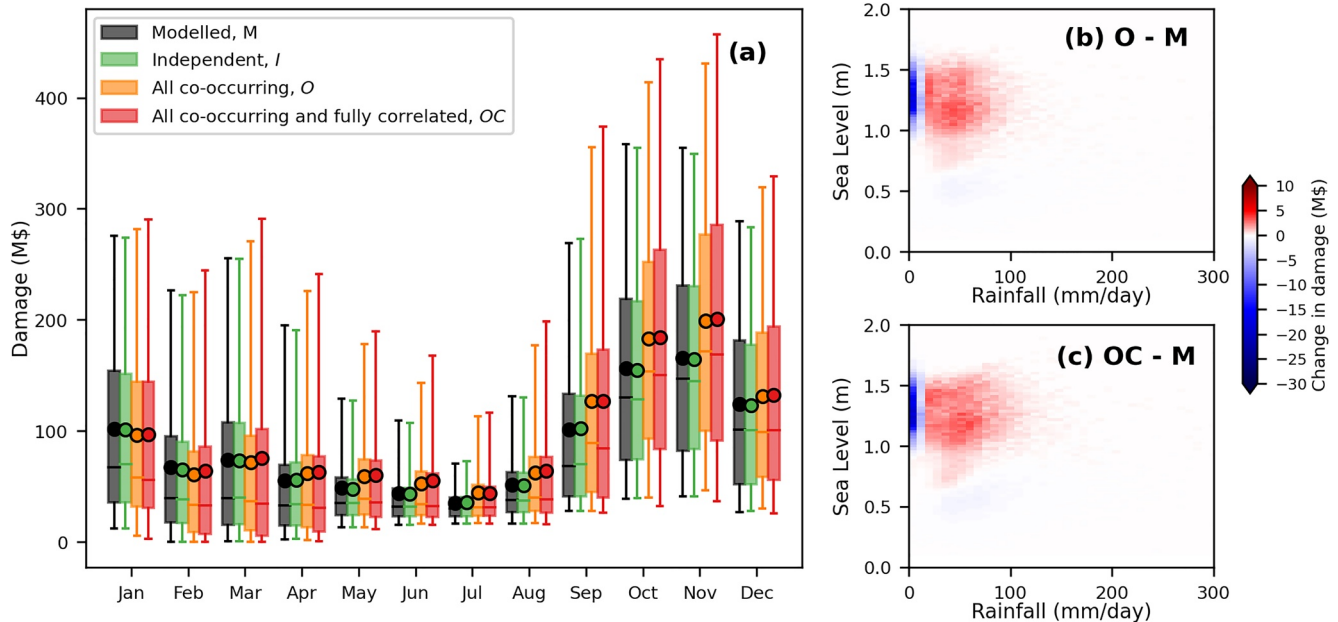 Modelled, M
Independent, I
All co-occurring, O
All co-occurring and fully correlated, OC
(a)
Damage (M$)
400
300
200
100
0
Jan Feb Mar Apr May Jun Jul Aug Sep Oct Nov Dec
(b) O - M
Sea Level (m)
2.0
1.5
1.0
0.5
0.0
0 100 200 300
Rainfall (mm/day)
(c) OC - M
Sea Level (m)
2.0
1.5
1.0
0.5
0.0
0 100 200 300
Rainfall (mm/day)
10
5
0
−5
−10
−15
−20
−25
−30
Change in damage (M$)